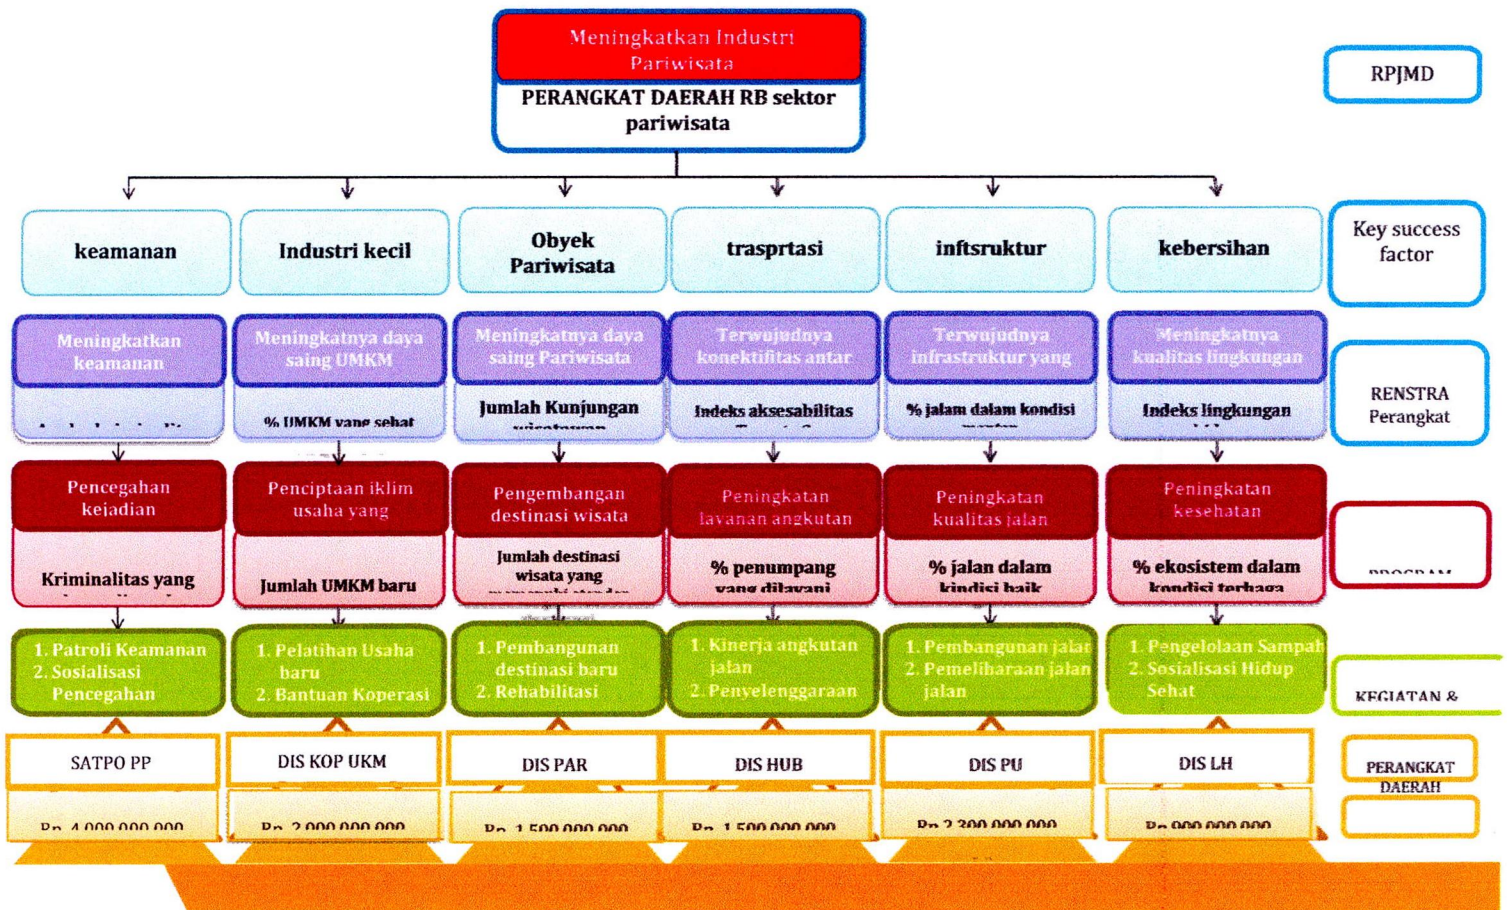 Meningkatkan Industri
Pariwisata
PERANGKAT DAERAH RB sektor
pariwisata
RPJMD
keamanan
Industri kecil
Obyek
Pariwisata
trasprtasi
inftsruktur
kebersihan
Key success
factor
Meningkatkan
keamanan
Meningkatnya daya
saing UMKM
% UMKM yang sehat
Meningkatnya daya
saing Pariwisata
Jumlah Kunjungan
wisatawan
Terwujudnya
konektifitas antar
Indeks aksesabilitas
Terwujudnya
infrastruktur yang
% jalam dalam kondisi
Meningkatnya
kualitas lingkungan
Indeks lingkungan
RENSTRA
Perangkat
Pencegahan
kejadian
Kriminalitas yang
Penciptaan iklim
usaha yang
Jumlah UMKM baru
Pengembangan
destinasi wisata
Jumlah destinasi
wisata yang
Peningkatan
layanan angkutan
% penumpang
yang dilayani
Peningkatan
kualitas jalan
% jalan dalam
kindisi baik
Peningkatan
kesehatan
% ekosistem dalam
kondisi terhaga
PROGRAM
1. Patroli Keamanan
2. Sosialisasi
Pencegahan
1. Pelatihan Usaha
baru
2. Bantuan Koperasi
1. Pembangunan
destinasi baru
2. Rehabilitasi
1. Kinerja angkutan
jalan
2. Penyelenggaraan
1. Pembangunan jalan
2. Pemeliharaan jalan
jalan
1. Pengelolaan Sampah
2. Sosialisasi Hidup
Sehat
KEGIATAN &
SATPO PP
DIS KOP UKM
DIS PAR
DIS HUB
DIS PU
DIS LH
PERANGKAT
DAERAH
Rp. 4.000.000.000
Rp. 2.000.000.000
Rp. 1.500.000.000
Rp. 1.500.000.000
Rp 2.300.000.000
Rp 900.000.000